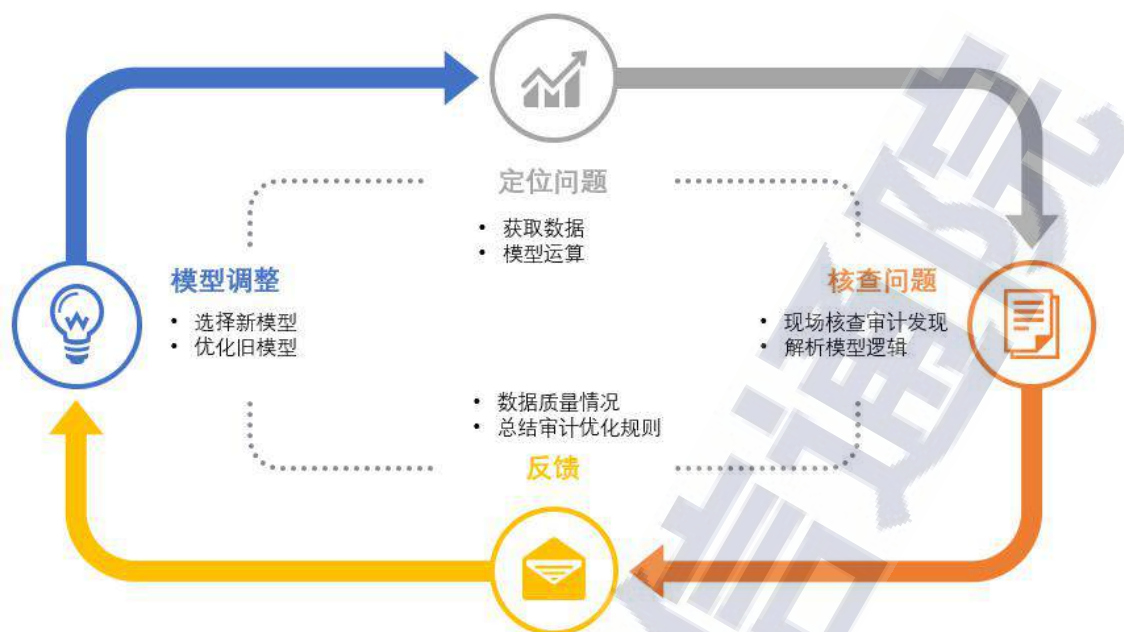 定位问题
• 获取数据
• 模型运算
模型调整
• 选择新模型
• 优化旧模型
核查问题
• 现场核查审计发现
• 解析模型逻辑
• 数据质量情况
• 总结审计优化规则
反馈
信通院